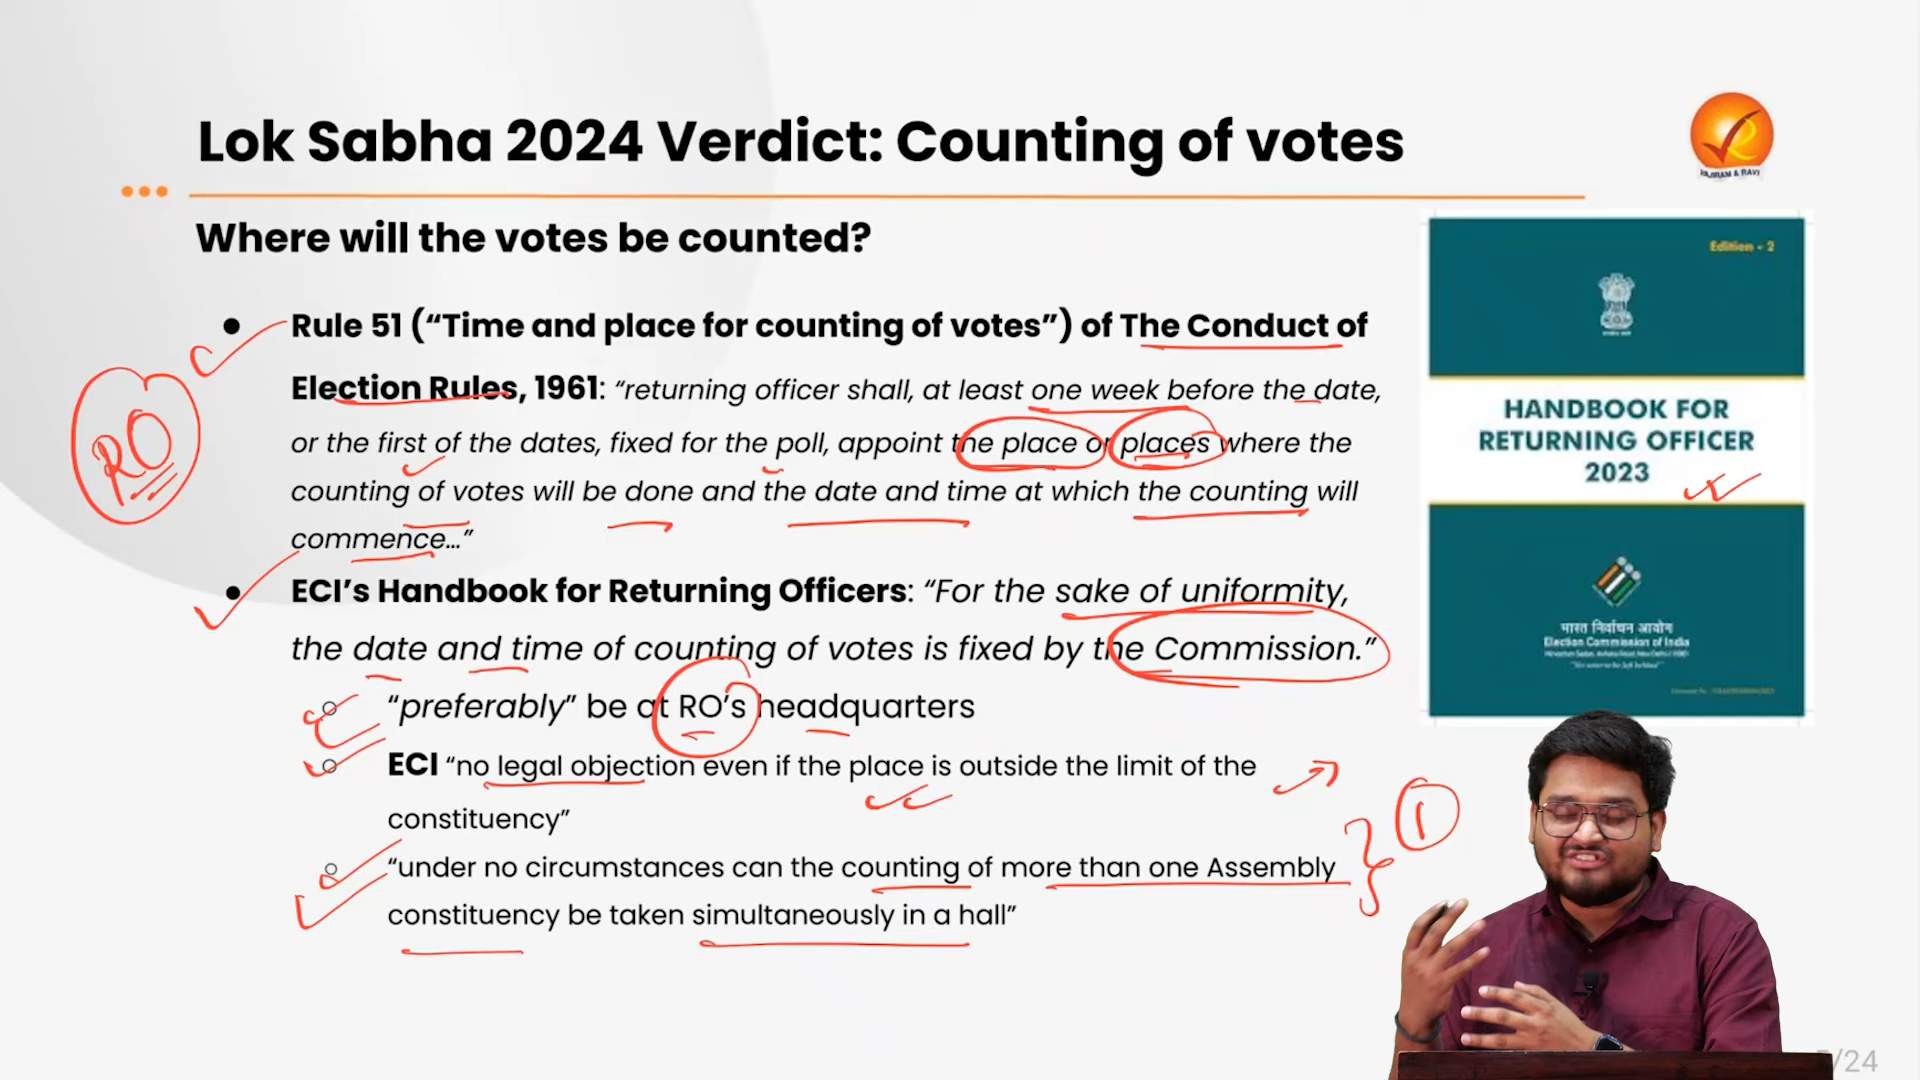 Lok Sabha 2024 Verdict: Counting of votes
VAJIRAM & RAVI
Where will the votes be counted?
Rule 51 (“Time and place for counting of votes”) of The Conduct of
Election Rules, 1961: “returning officer shall, at least one week before the date,
or the first of the dates, fixed for the poll, appoint the place or places where the
counting of votes will be done and the date and time at which the counting will
commence...”
RO
ECI’s Handbook for Returning Officers: “For the sake of uniformity,
the date and time of counting of votes is fixed by the Commission.”
“preferably” be at RO’s headquarters
ECI “no legal objection even if the place is outside the limit of the
constituency”
“under no circumstances can the counting of more than one Assembly
constituency be taken simultaneously in a hall”
1
Edition - 2
HANDBOOK FOR
RETURNING OFFICER
2023
भारत निर्वाचन आयोग
Election Commission of India
/24